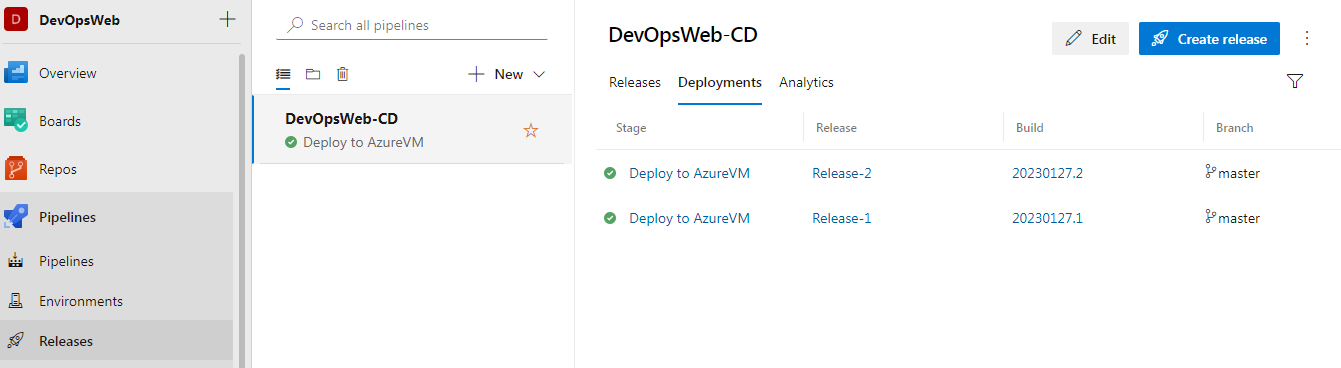 D DevOpsWeb
Overview
Boards
Repos
Pipelines
Pipelines
Environments
Releases
Search all pipelines
New
DevOpsWeb-CD
Deploy to AzureVM
DevOpsWeb-CD
Edit
Create release
Releases Deployments Analytics
Stage Release Build Branch
Deploy to AzureVM Release-2 20230127.2 master
Deploy to AzureVM Release-1 20230127.1 master